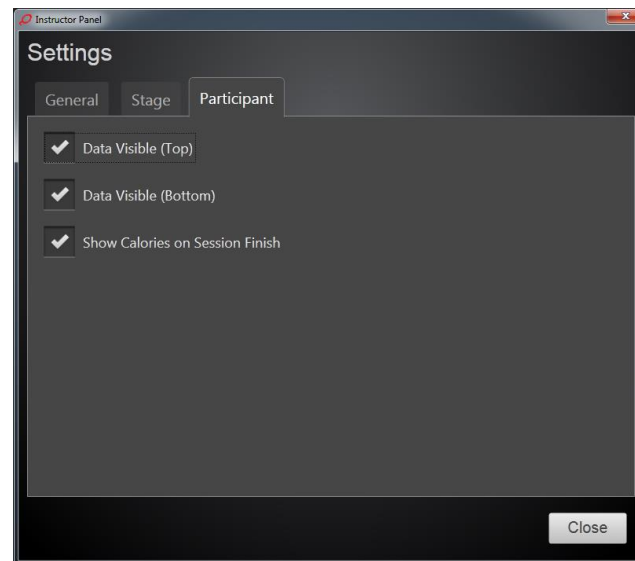 Instructor Panel
Settings
General Stage Participant
Data Visible (Top)
Data Visible (Bottom)
Show Calories on Session Finish
Close